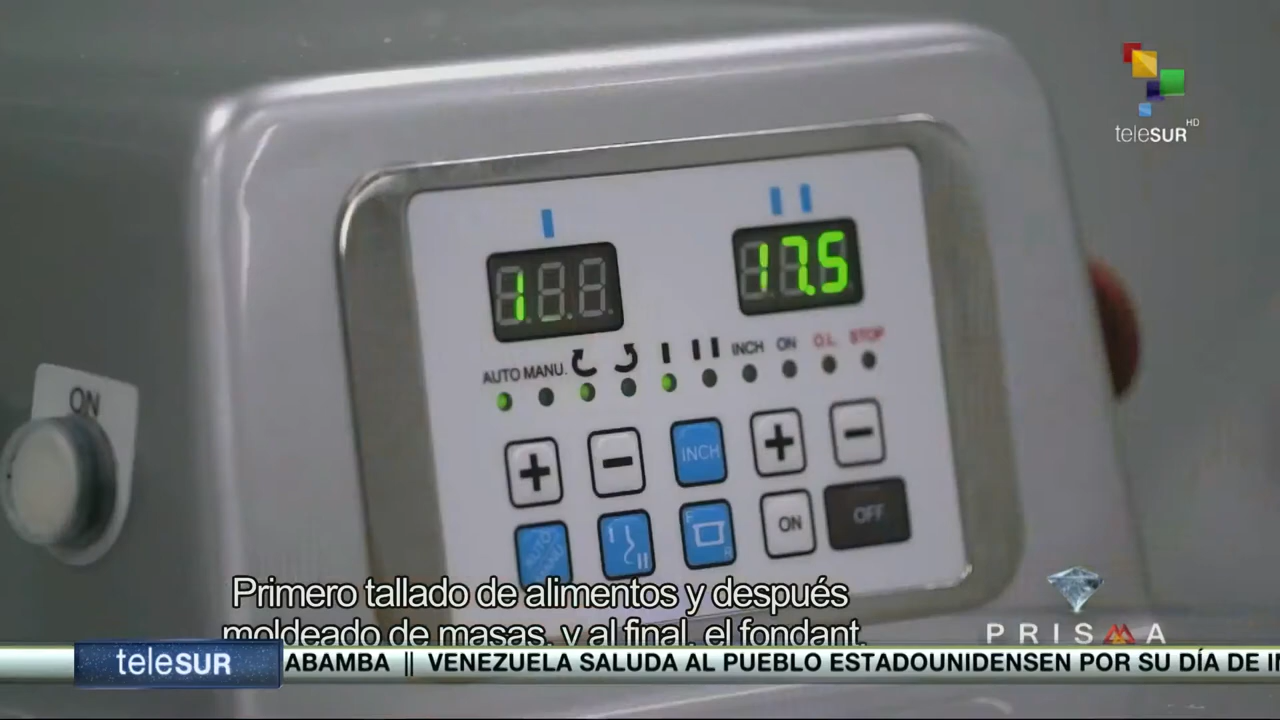 teleSUR HD
1
17.5
AUTO MANU. INCH ON O.L. STOP
ON
+ - INCH + -
AUTO MANU I II F R ON OFF
Primero tallado de alimentos y después
moldeado de masas, y al final, el fondant.
PRISMA
teleSUR ABAMBA || VENEZUELA SALUDA AL PUEBLO ESTADOUNIDENSEN POR SU DÍA DE IN